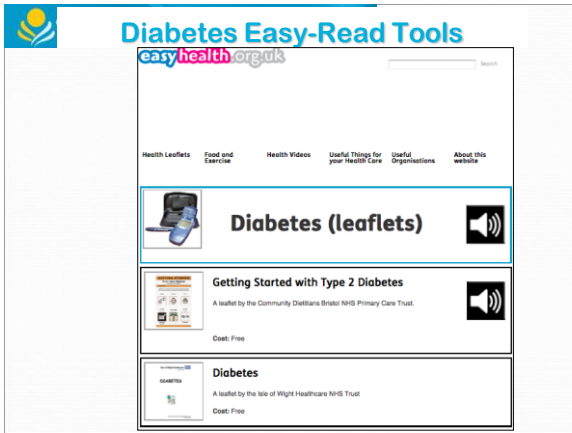 Diabetes Easy-Read Tools
easyhealth.org.uk
Search
Health Leaflets
Food and Exercise
Health Videos
Useful Things for your Health Care
Useful Organisations
About this website
Diabetes (leaflets)
Getting Started with Type 2 Diabetes
A leaflet by the Community Dietitians Bristol NHS Primary Care Trust.
Cost: Free
DIABETES
Diabetes
A leaflet by the Isle of Wight Healthcare NHS Trust
Cost: Free